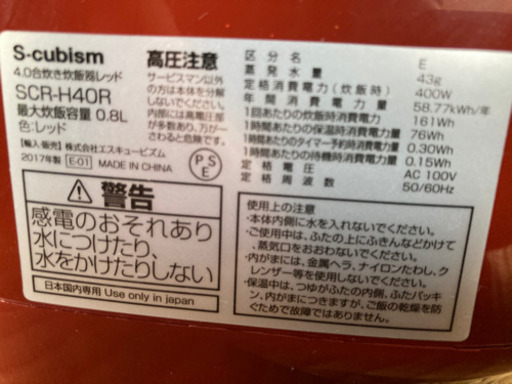 S-cubism
4.0合炊き炊飯器レッド
SCR-H40R
最大炊飯容量 0.8L
色:レッド
【輸入・販売】株式会社エスキュービズム
2017年製 E-01 MADE IN CHINA
高圧注意
サービスマン以外
の方は本体を分解
しないでください。
内部には高電圧部
が多数あり、万が一
さわると危険です。
PSE
警告
感電のおそれあり
水につけたり、
水をかけたりしない
日本国内専用 Use only in japan
区分名 E
蒸発水量 43g
定格消費電力(炊飯時) 400W
年間消費電力量 58.77kWh/年
1回あたりの炊飯時消費電力量 161Wh
1時間あたりの保温時消費電力量 76Wh
1時間あたりのタイマー予約時消費電力量 0.30Wh
1時間あたりの待機時消費電力量 0.15Wh
定格電圧 AC 100V
定格周波数 50/60Hz
使用上の注意
・本体内側に水を入れないでください。
・ご使用中は、ふたの上にふきんなどかけて、
蒸気口をおおわないでください。
・内がまには、金属ヘラ、ナイロンたわし、ク
レンザー等を使用しないでください。
・保温中は、つゆがふたの内側、ふたパッキ
ン、内がまにつきますが、ご飯の乾燥を防
ぐためで故障ではありません。